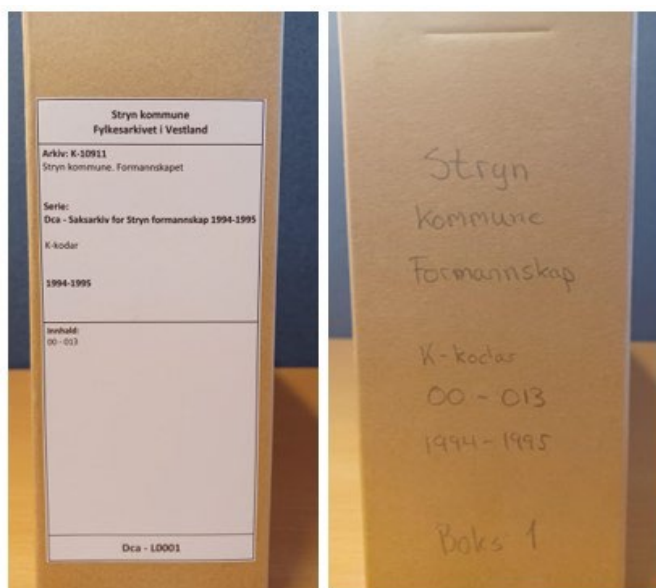 Stryn kommune
Fylkesarkivet i Vestland
Arkiv: K-10911
Stryn kommune. Formannskapet
Serie:
Dca - Saksarkiv for Stryn formannskap 1994-1995
K-kodar
1994-1995
Innhald:
00 - 013
Dca - L0001
Stryn
Kommune
Formannskap
K-kodar
00 - 013
1994-1995
Boks 1